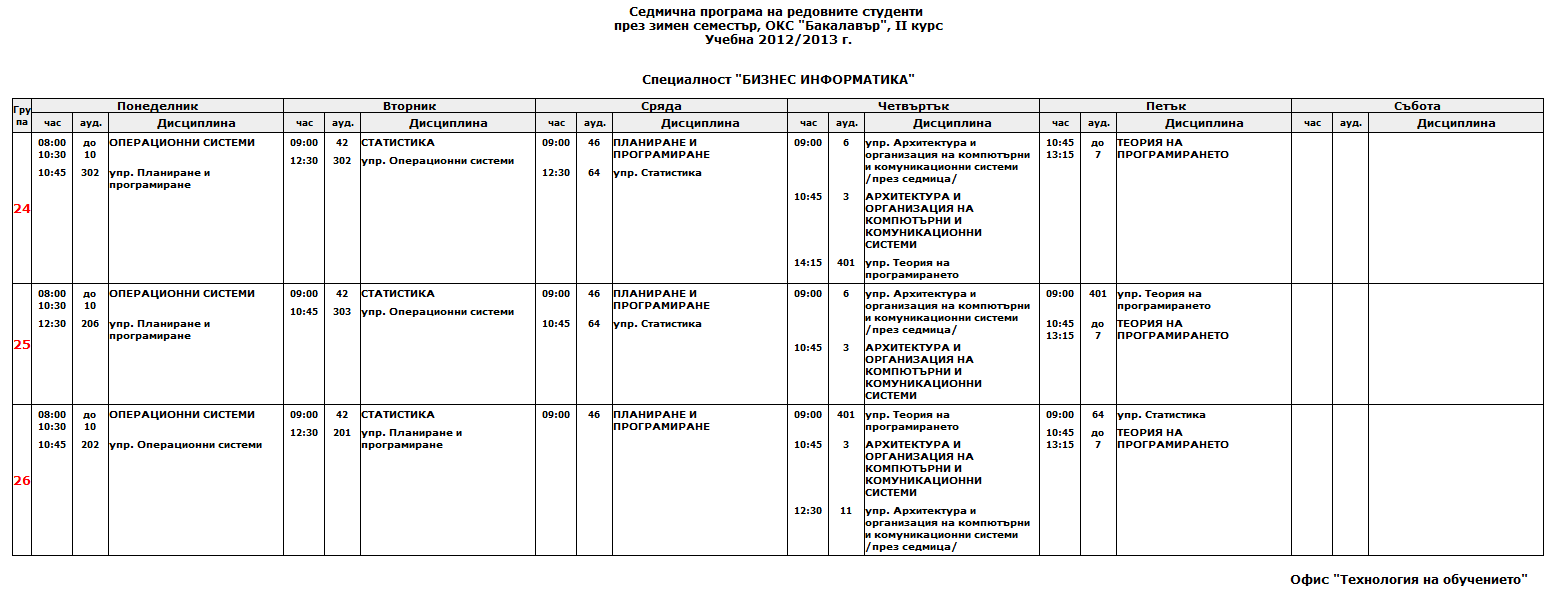 Седмична програма на редовните студенти
през зимен семестър, ОКС "Бакалавър", II курс
Учебна 2012/2013 г.
Специалност "БИЗНЕС ИНФОРМАТИКА"
Гру
па
Понеделник Вторник Сряда Четвъртък Петък Събота
час ауд. Дисциплина час ауд. Дисциплина час ауд. Дисциплина час ауд. Дисциплина час ауд. Дисциплина час ауд. Дисциплина
24
08:00 до ОПЕРАЦИОННИ СИСТЕМИ
10:30 10
10:45 302 упр. Планиране и
програмиране
09:00 42 СТАТИСТИКА
12:30 302 упр. Операционни системи
09:00 46 ПЛАНИРАНЕ И
ПРОГРАМИРАНЕ
12:30 64 упр. Статистика
09:00 6 упр. Архитектура и
организация на компютърни
и комуникационни системи
/през седмица/
10:45 3 АРХИТЕКТУРА И
ОРГАНИЗАЦИЯ НА
КОМПЮТЪРНИ И
КОМУНИКАЦИОННИ
СИСТЕМИ
14:15 401 упр. Теория на
програмирането
10:45 до ТЕОРИЯ НА
13:15 7 ПРОГРАМИРАНЕТО
25
08:00 до ОПЕРАЦИОННИ СИСТЕМИ
10:30 10
12:30 206 упр. Планиране и
програмиране
09:00 42 СТАТИСТИКА
10:45 303 упр. Операционни системи
09:00 46 ПЛАНИРАНЕ И
ПРОГРАМИРАНЕ
10:45 64 упр. Статистика
09:00 6 упр. Архитектура и
организация на компютърни
и комуникационни системи
/през седмица/
10:45 3 АРХИТЕКТУРА И
ОРГАНИЗАЦИЯ НА
КОМПЮТЪРНИ И
КОМУНИКАЦИОННИ
СИСТЕМИ
09:00 401 упр. Теория на
програмирането
10:45 до ТЕОРИЯ НА
13:15 7 ПРОГРАМИРАНЕТО
26
08:00 до ОПЕРАЦИОННИ СИСТЕМИ
10:30 10
10:45 202 упр. Операционни системи
09:00 42 СТАТИСТИКА
12:30 201 упр. Планиране и
програмиране
09:00 46 ПЛАНИРАНЕ И
ПРОГРАМИРАНЕ
09:00 401 упр. Теория на
програмирането
10:45 3 АРХИТЕКТУРА И
ОРГАНИЗАЦИЯ НА
КОМПЮТЪРНИ И
КОМУНИКАЦИОННИ
СИСТЕМИ
12:30 11 упр. Архитектура и
организация на компютърни
и комуникационни системи
/през седмица/
09:00 64 упр. Статистика
10:45 до ТЕОРИЯ НА
13:15 7 ПРОГРАМИРАНЕТО
Офис "Технология на обучението"